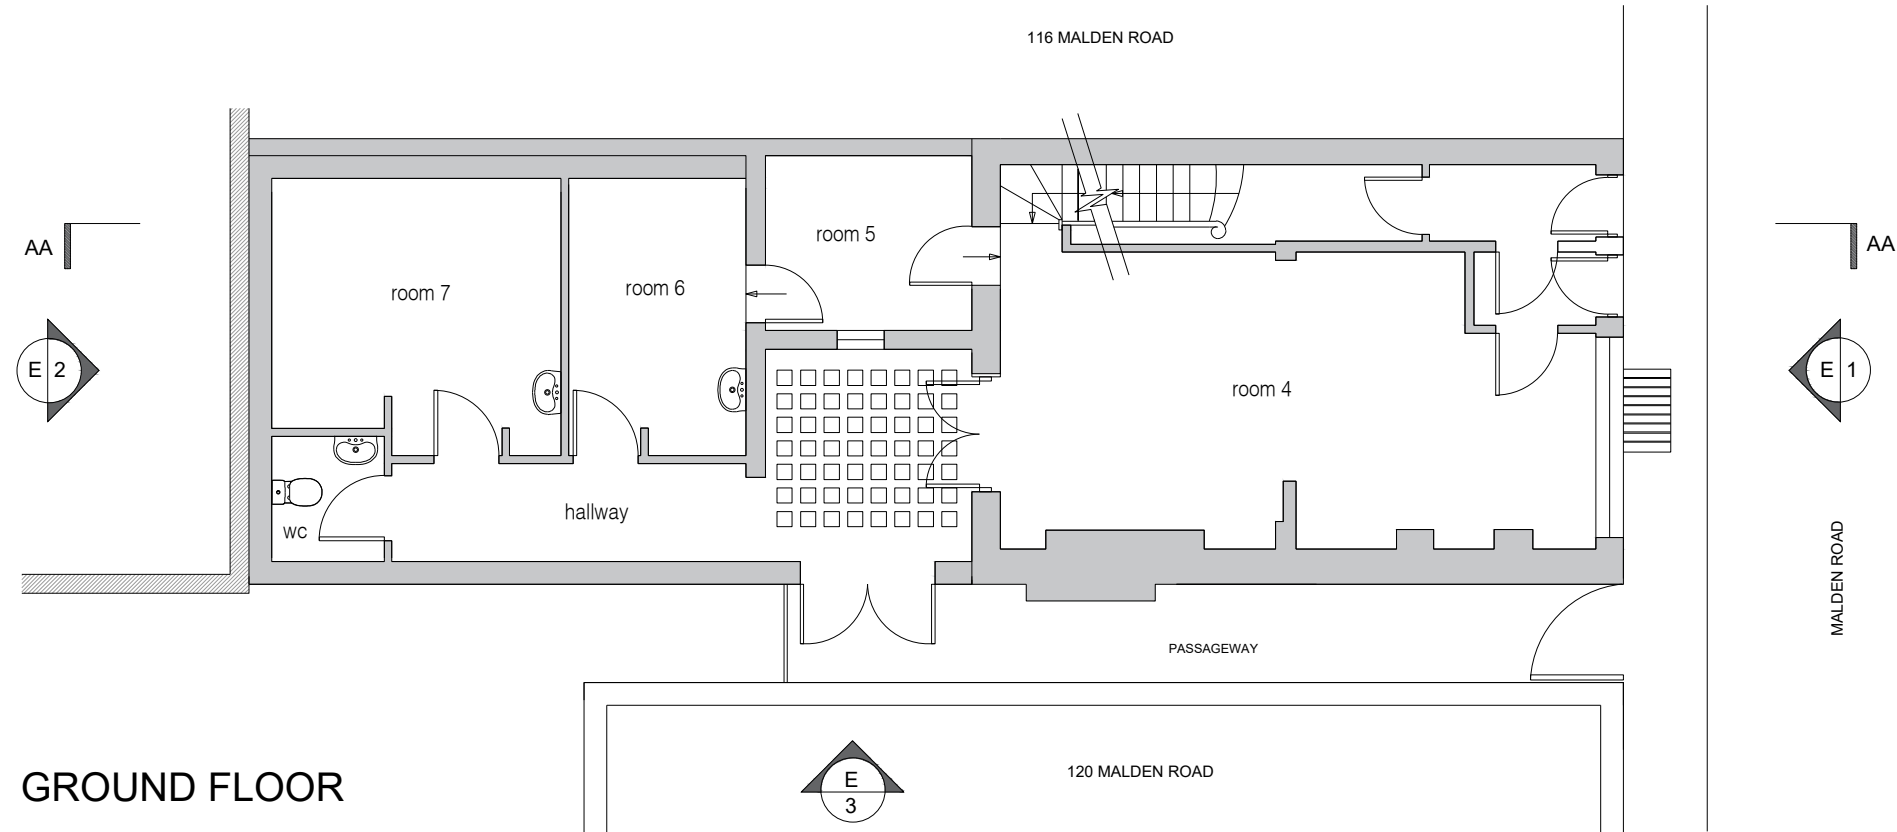 116 MALDEN ROAD
AA
AA
room 5
room 7
room 6
E 2
E 1
room 4
hallway
wc
MALDEN ROAD
PASSAGEWAY
120 MALDEN ROAD
E
3
GROUND FLOOR